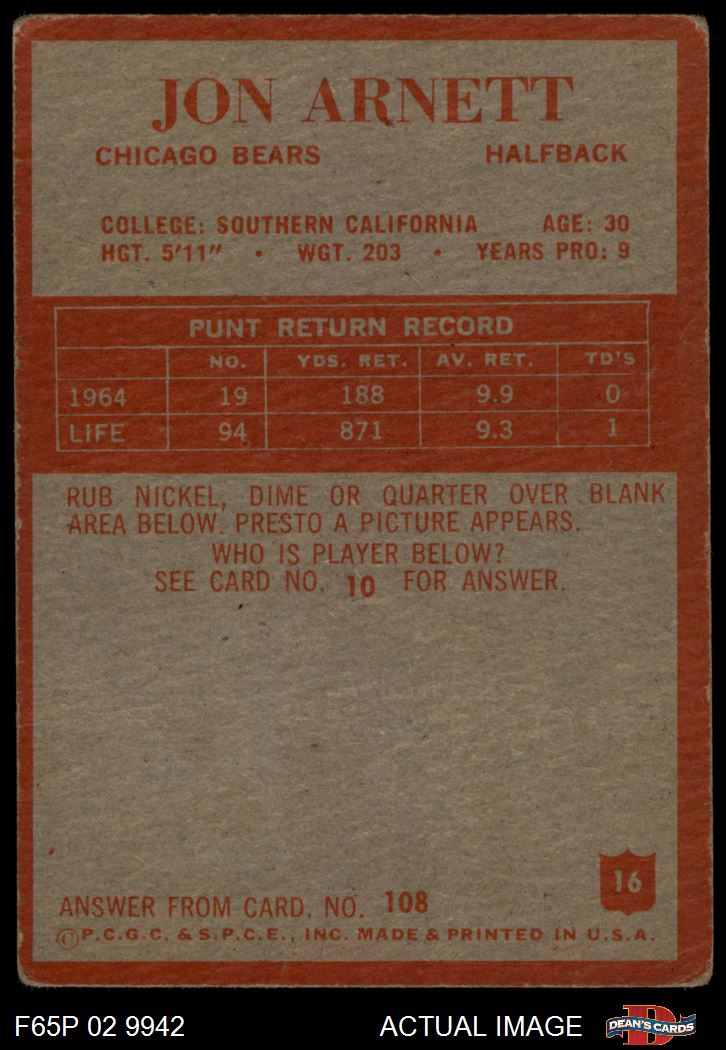 JON ARNETT
CHICAGO BEARS HALFBACK
COLLEGE: SOUTHERN CALIFORNIA AGE: 30
HGT. 5'11" • WGT. 203 • YEARS PRO: 9
PUNT RETURN RECORD
NO. YDS. RET. AV. RET. TD'S
1964 19 188 9.9 0
LIFE 94 871 9.3 1
RUB NICKEL, DIME OR QUARTER OVER BLANK
AREA BELOW. PRESTO A PICTURE APPEARS.
WHO IS PLAYER BELOW?
SEE CARD NO. 10 FOR ANSWER.
16
ANSWER FROM CARD. NO. 108
© P.C.G.C. & S.P.C.E., INC. MADE & PRINTED IN U.S.A.
F65P 02 9942 ACTUAL IMAGE D DEAN'S CARDS